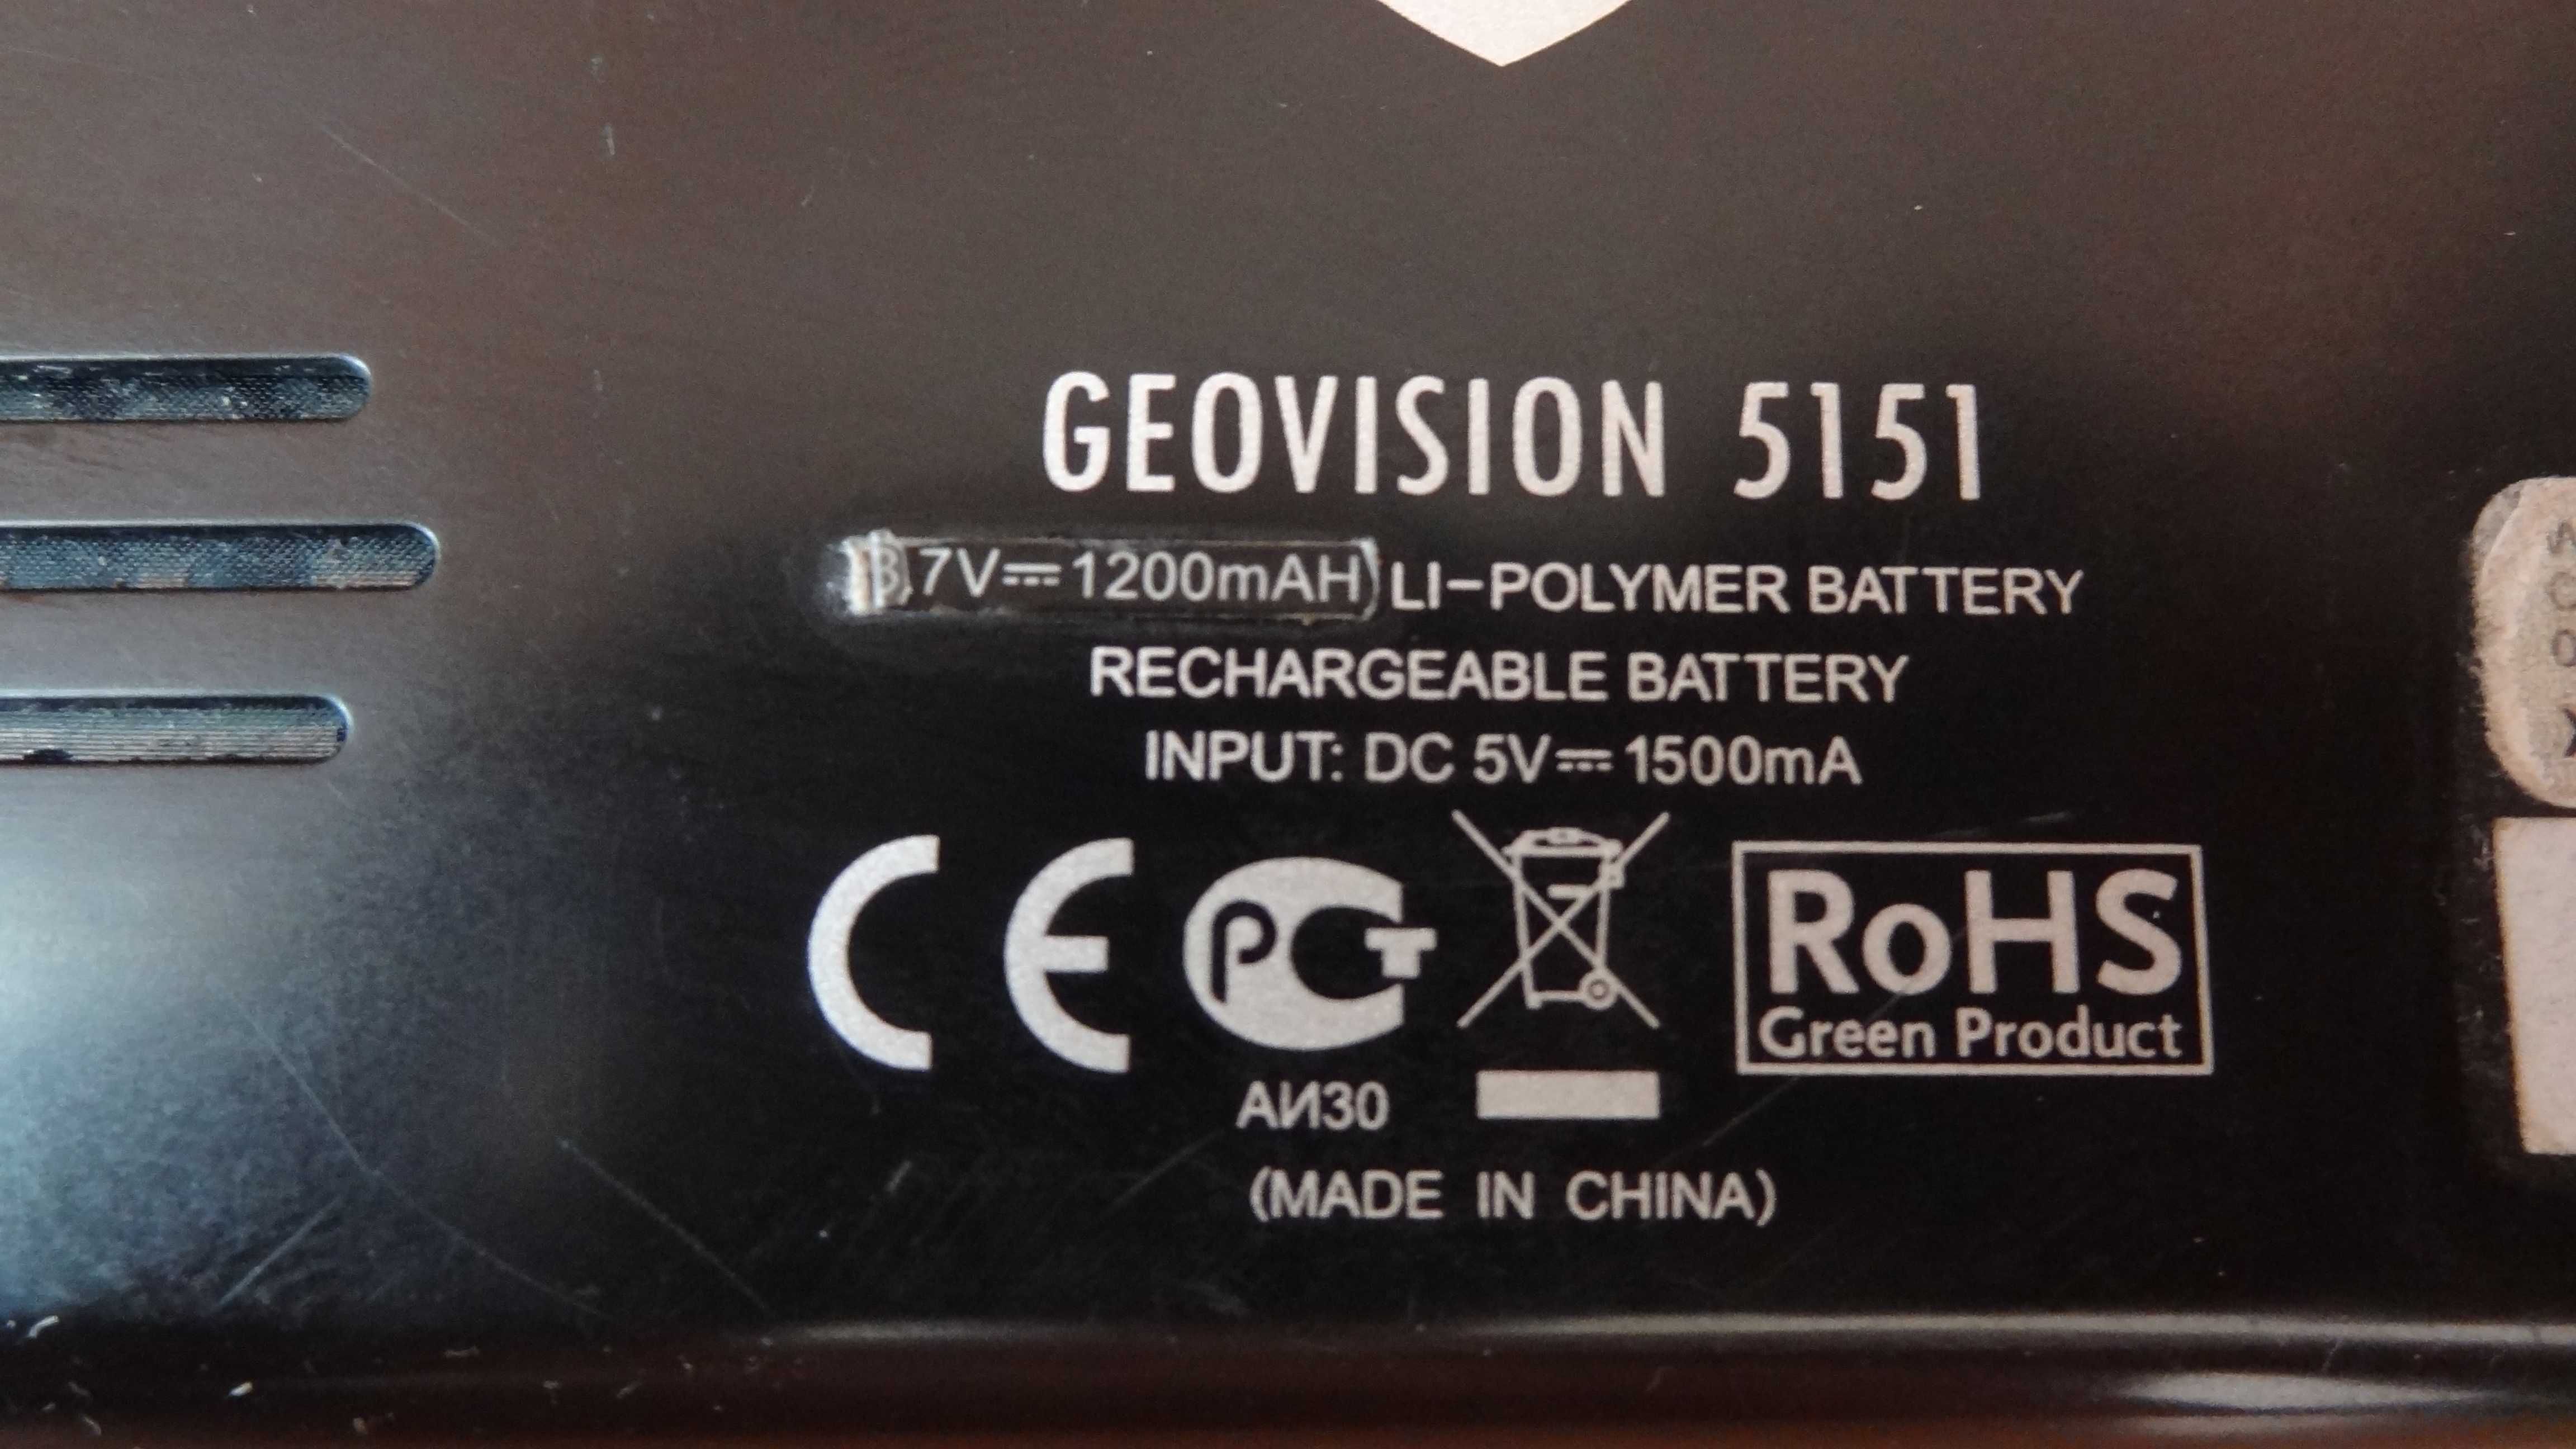 GEOVISION 5151
3.7V⎓1200mAH LI-POLYMER BATTERY
RECHARGEABLE BATTERY
INPUT: DC 5V⎓1500mA
CE PCT RoHS
Green Product
АИ30
(MADE IN CHINA)